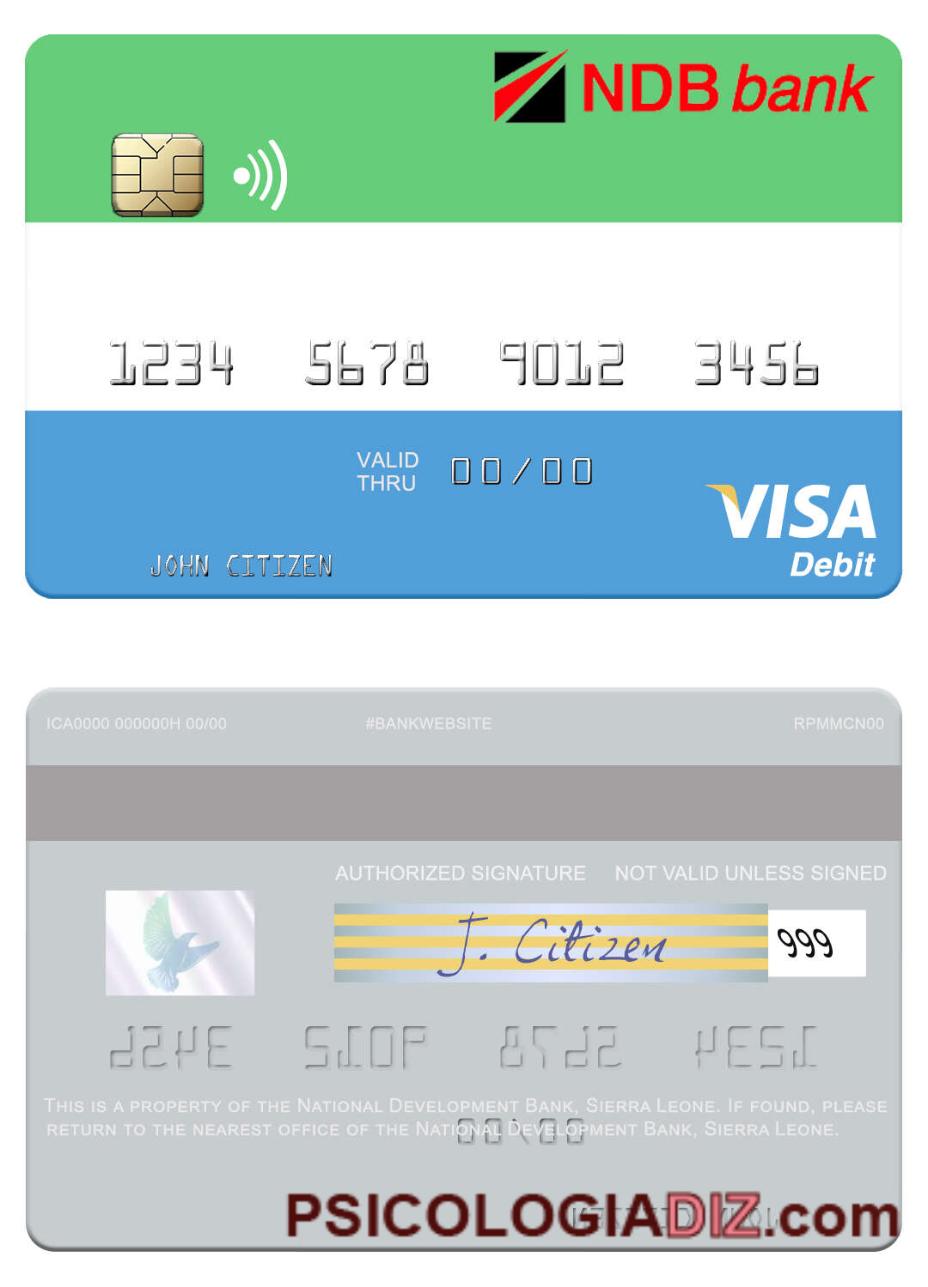 NDB bank
1234 5678 9012 3456
VALID THRU 00/00
VISA
Debit
JOHN CITIZEN
ICA0000 000000H 00/00 #BANKWEBSITE RPMMCN00
AUTHORIZED SIGNATURE NOT VALID UNLESS SIGNED
J. Citizen 999
THIS IS A PROPERTY OF THE NATIONAL DEVELOPMENT BANK, SIERRA LEONE. IF FOUND, PLEASE
RETURN TO THE NEAREST OFFICE OF THE NATIONAL DEVELOPMENT BANK, SIERRA LEONE.
PSICOLOGIADIZ.com